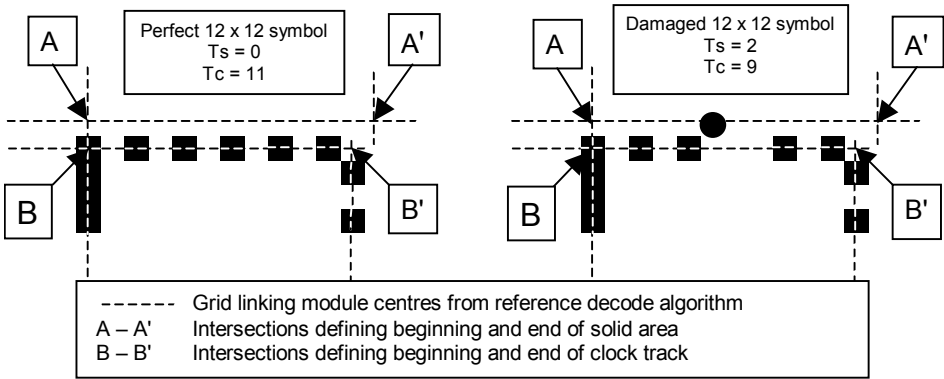 A
Perfect 12 x 12 symbol
Ts = 0
Tc = 11
A'
B
B'
A
Damaged 12 x 12 symbol
Ts = 2
Tc = 9
A'
B
B'
Grid linking module centres from reference decode algorithm
A – A' Intersections defining beginning and end of solid area
B – B' Intersections defining beginning and end of clock track